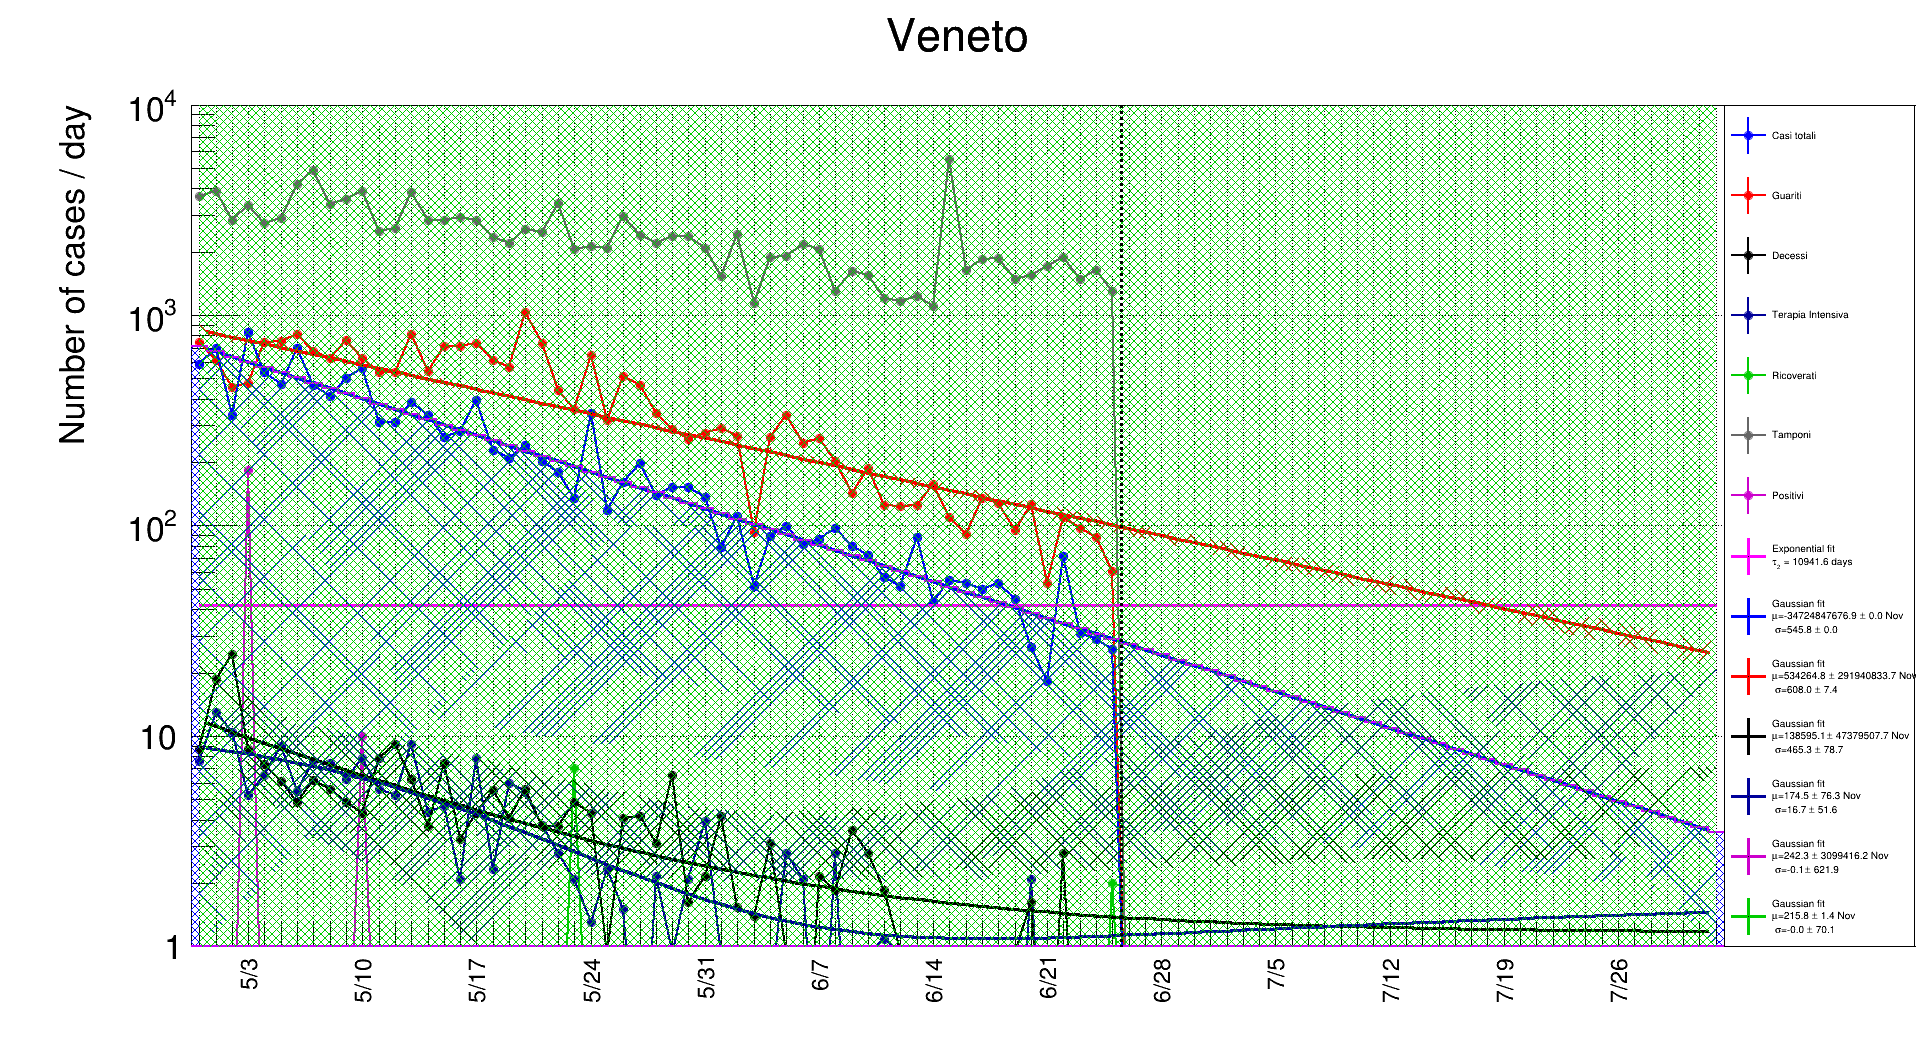 Veneto
Number of cases / day
10⁴
10³
10²
10
1
5/3
5/10
5/17
5/24
5/31
6/7
6/14
6/21
6/28
7/5
7/12
7/19
7/26
Casi totali
Guariti
Decessi
Terapia Intensiva
Ricoverati
Tamponi
Positivi
Exponential fit
τ₂ = 10941.6 days
Gaussian fit
μ=-34724847676.9 ± 0.0 Nov
σ=545.8 ± 0.0
Gaussian fit
μ=534264.8 ± 291940833.7 Nov
σ=608.0 ± 7.4
Gaussian fit
μ=138595.1 ± 47379507.7 Nov
σ=465.3 ± 78.7
Gaussian fit
μ=174.5 ± 76.3 Nov
σ=16.7 ± 51.6
Gaussian fit
μ=242.3 ± 3099416.2 Nov
σ=-0.1 ± 621.9
Gaussian fit
μ=215.8 ± 1.4 Nov
σ=-0.0 ± 70.1